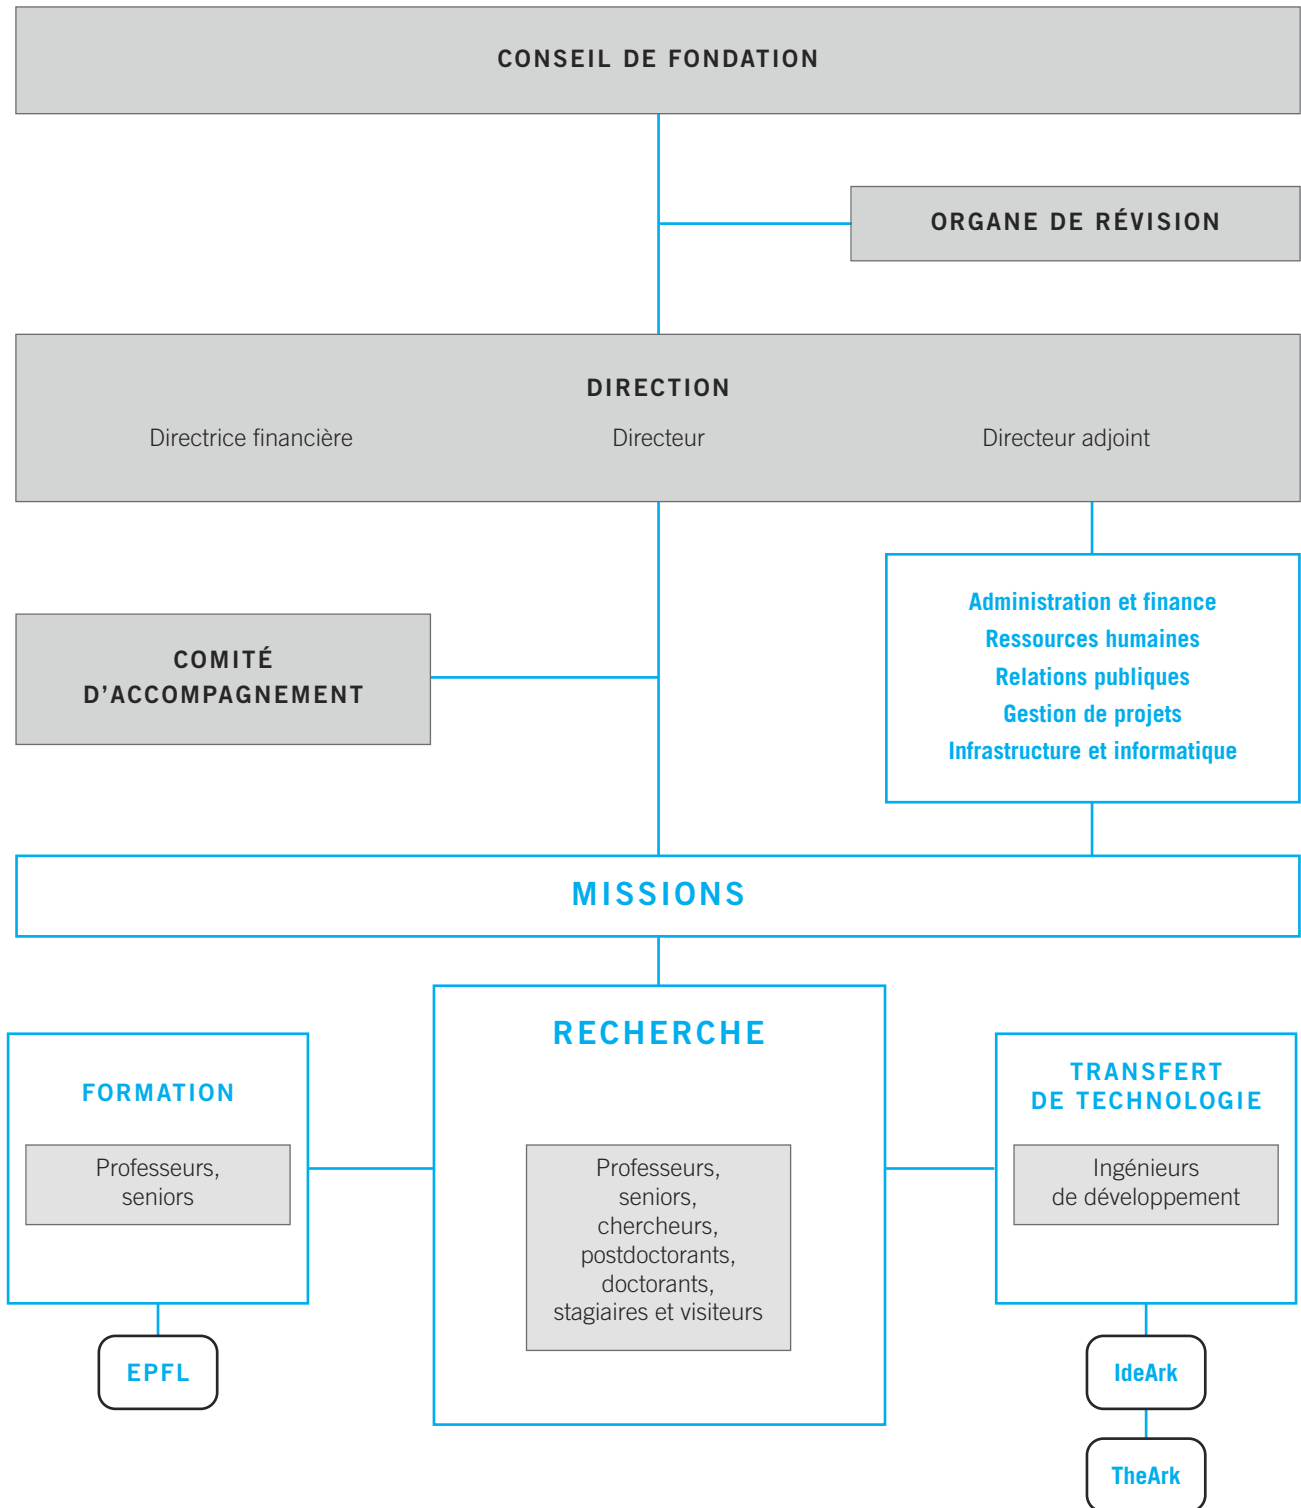 CONSEIL DE FONDATION
ORGANE DE RÉVISION
DIRECTION
Directrice financière
Directeur
Directeur adjoint
Administration et finance
Ressources humaines
Relations publiques
Gestion de projets
Infrastructure et informatique
COMITÉ
D'ACCOMPAGNEMENT
MISSIONS
FORMATION
Professeurs,
seniors
EPFL
RECHERCHE
Professeurs,
seniors,
chercheurs,
postdoctorants,
doctorants,
stagiaires et visiteurs
TRANSFERT
DE TECHNOLOGIE
Ingénieurs
de développement
IdeArk
TheArk